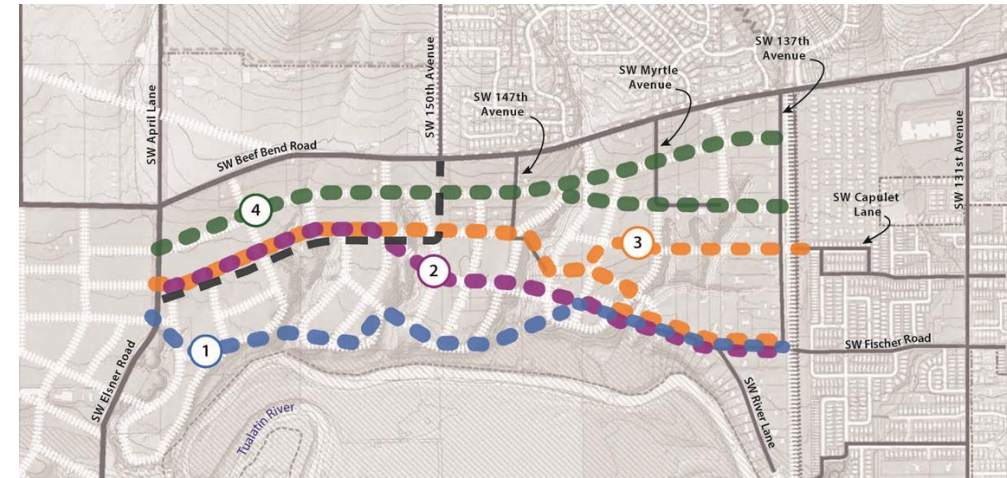 SW 137th
Avenue
SW Myrtle
Avenue
SW 147th
Avenue
SW 150th Avenue
SW April Lane
SW Beef Bend Road
SW 131st Avenue
SW Capulet
Lane
4
3
2
1
SW Fischer Road
SW Elsner Road
SW River Lane
Tualatin River